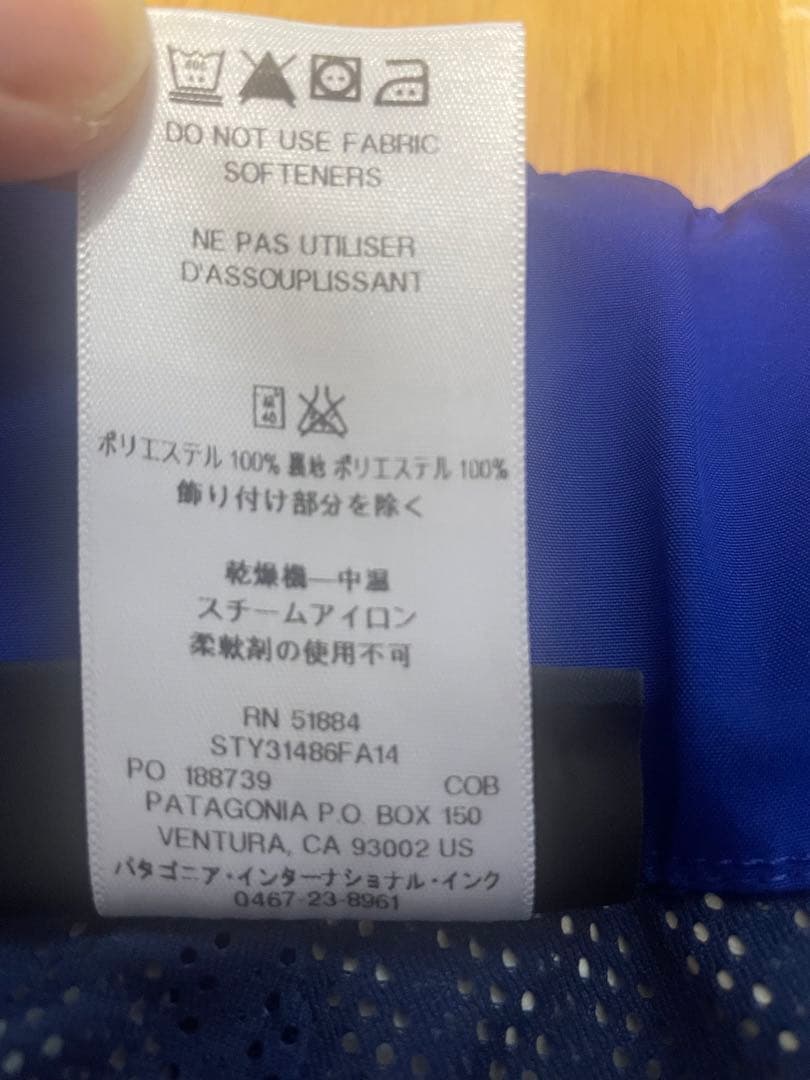 DO NOT USE FABRIC
SOFTENERS
NE PAS UTILISER
D'ASSOUPLISSANT
40
ポリエステル 100% 裏地 ポリエステル 100%
飾り付け部分を除く
乾燥機—中温
スチームアイロン
柔軟剤の使用不可
RN 51884
STY31486FA14
PO 188739 COB
PATAGONIA P.O. BOX 150
VENTURA, CA 93002 US
パタゴニア・インターナショナル・インク
0467-23-8961